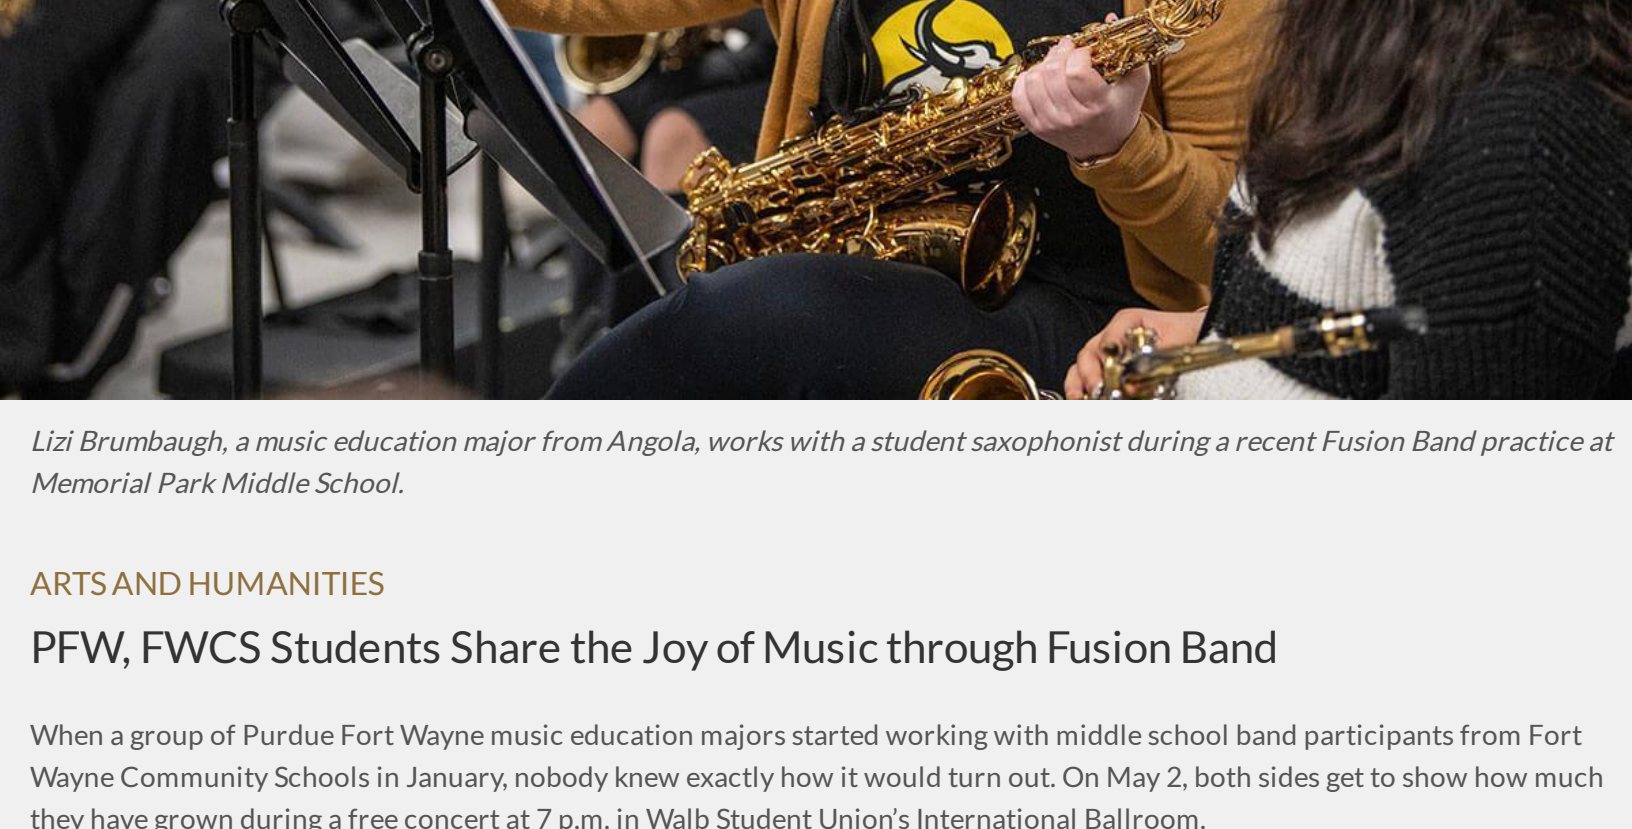 Lizi Brumbaugh, a music education major from Angola, works with a student saxophonist during a recent Fusion Band practice at
Memorial Park Middle School.
ARTS AND HUMANITIES
PFW, FWCS Students Share the Joy of Music through Fusion Band
When a group of Purdue Fort Wayne music education majors started working with middle school band participants from Fort
Wayne Community Schools in January, nobody knew exactly how it would turn out. On May 2, both sides get to show how much
they have grown during a free concert at 7 p.m. in Walb Student Union’s International Ballroom.